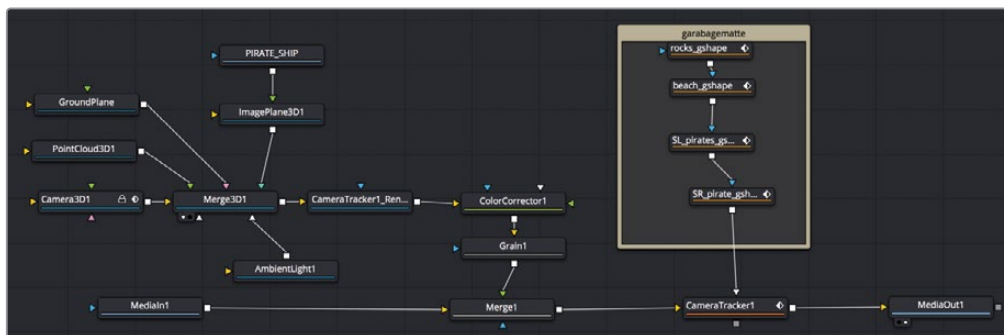 garabagematte
rocks_gshape
PIRATE_SHIP
beach_gshape
GroundPlane
ImagePlane3D1
PointCloud3D1
SL_pirates_gs...
Camera3D1
Merge3D1
CameraTracker1_Ren...
ColorCorrector1
SR_pirate_gsh...
Grain1
AmbientLight1
MediaIn1
Merge1
CameraTracker1
MediaOut1